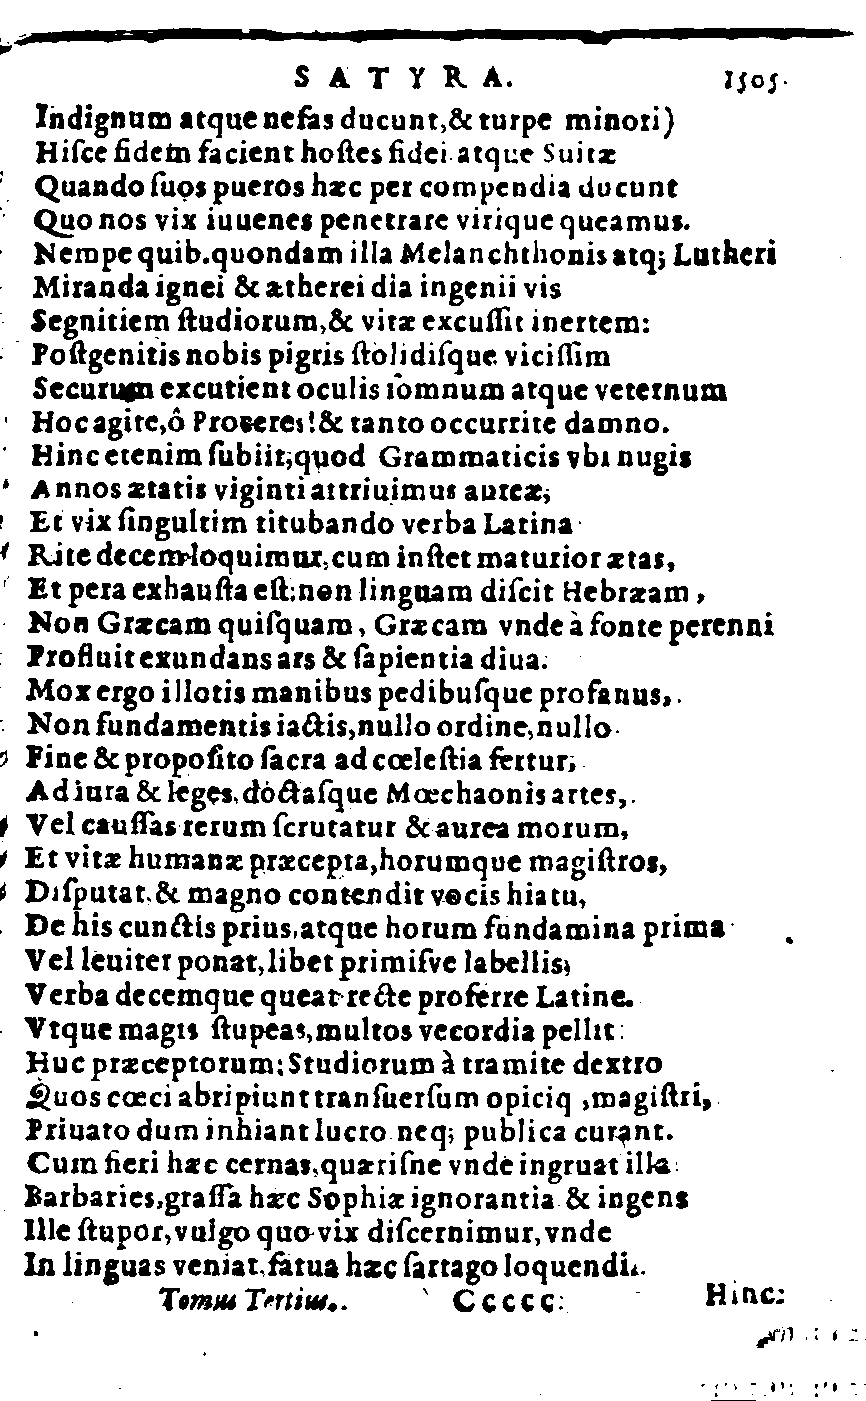 SATYRA. 1505.
Indignum atque nefas ducunt, & turpe minori)
Hiſce fidem facient hoſtes fidei atque Suitæ
Quando ſuos pueros hæc per compendia ducunt
Quo nos vix iuuenes penetrare virique queamus.
Nempe quib. quondam illa Melanchthonis atq; Lutheri
Miranda ignei & ætherei dia ingenii vis
Segnitiem ſtudiorum, & vitæ excuſſit inertem:
Poſtgenitis nobis pigris ſtolidiſque viciſſim
Securum excutient oculis ſomnum atque veternum
Hoc agite, ô Proceres! & tanto occurrite damno.
Hinc etenim ſubiit, quod Grammaticis vbi nugis
Annos ætatis viginti attriuimus aureæ,
Et vix ſingultim titubando verba Latina
Rite decem loquimur, cum inſtet maturior ætas,
Et pera exhauſta eſt; non linguam diſcit Hebræam,
Non Græcam quiſquam, Græcam vnde à fonte perenni
Profluit exundans ars & ſapientia diua.
Mox ergo illotis manibus pedibuſque profanus,
Non fundamentis iactis, nullo ordine, nullo
Fine & propoſito ſacra ad cœleſtia fertur,
Ad iura & leges, doctaſque Mœchaonis artes,
Vel cauſſas rerum ſcrutatur & aurea morum,
Et vitæ humanæ præcepta, horumque magiſtros,
Diſputat, & magno contendit vocis hiatu,
De his cunctis prius, atque horum fundamina prima
Vel leuiter ponat, libet primiſve labellis,
Verba decemque queat recte proferre Latine.
Vtque magis ſtupeas, multos vecordia pellit
Huc præceptorum; Studiorum à tramite dextro
Quos cœci abripiunt tranſuerſum opiciq, magiſtri,
Priuato dum inhiant lucro neq; publica curant.
Cum fieri hæc cernas, quæriſne vnde ingruat illa
Barbaries, graſſa hæc Sophiæ ignorantia & ingens
Ille ſtupor, vulgo quo vix diſcernimur, vnde
In linguas veniat, fatua hæc ſartago loquendi.
Tomus Tertius. Ccccc Hinc